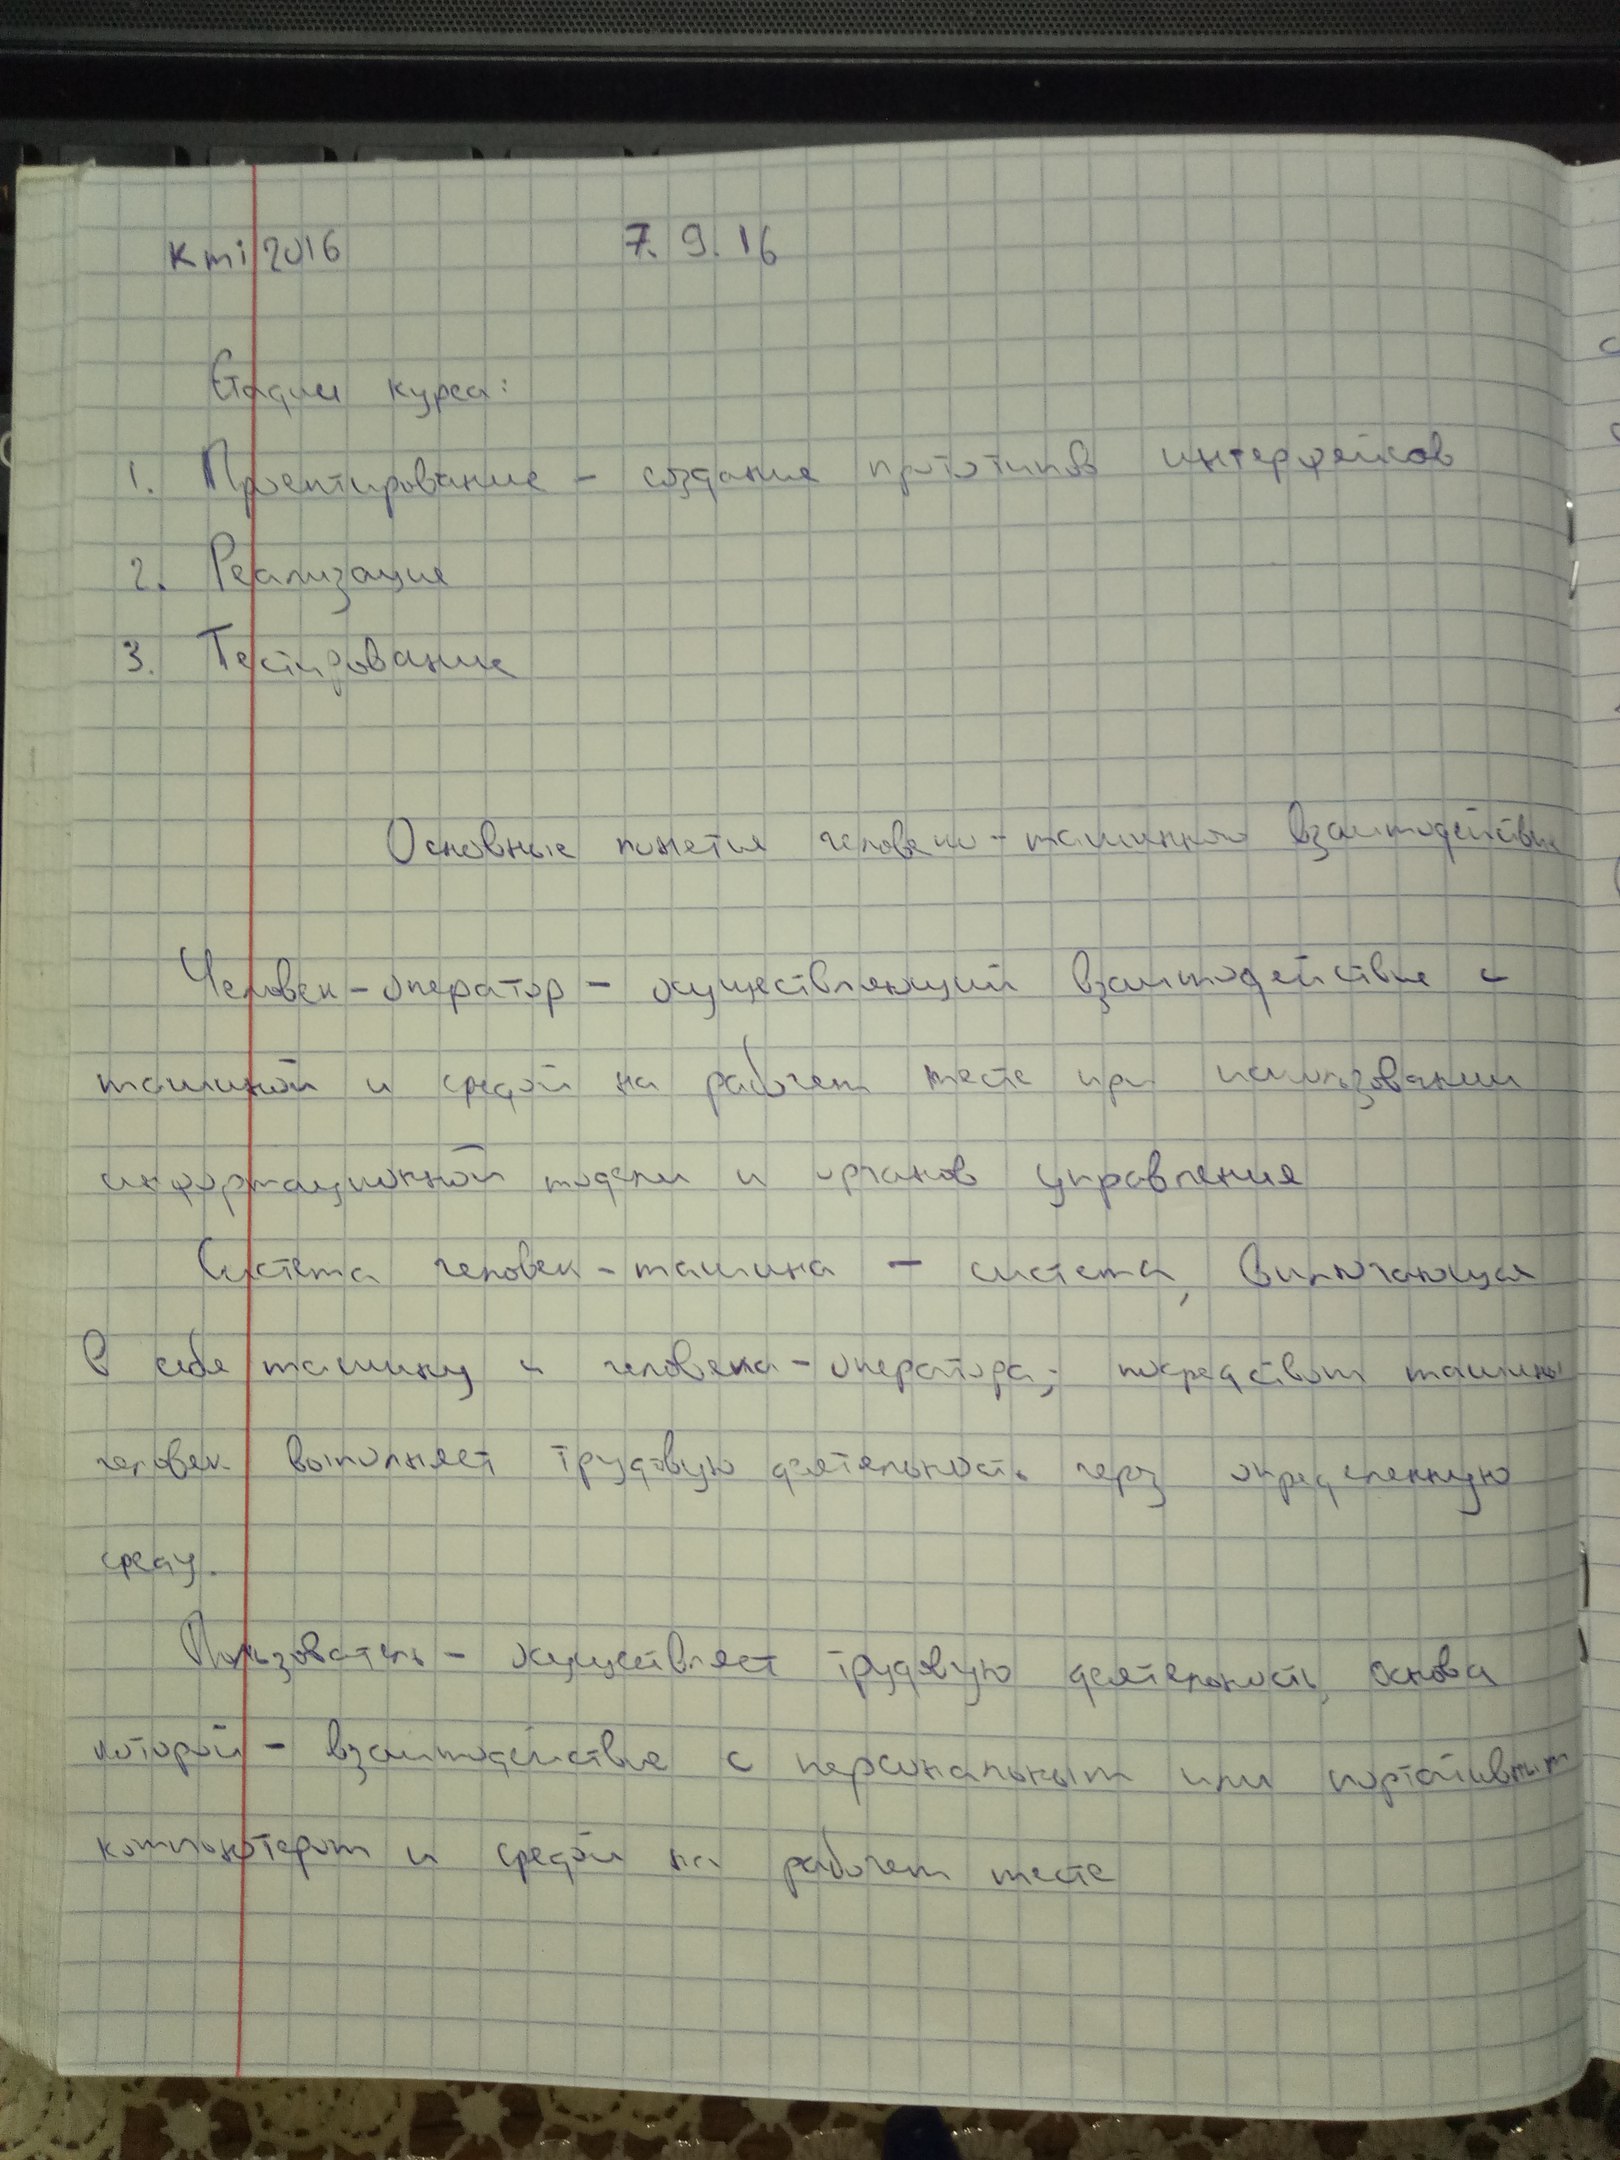 kmi 2016 7.9.16
Стадии курса:
1. Проектирование - создание прототипов интерфейсов
2. Реализация
3. Тестирование
Основные понятия человеко-машинного взаимодействия
Человек-оператор - осуществляющий взаимодействие с
машиной и средой на рабочем месте при использовании
информационной модели и органов управления
Система человек-машина - система, включающая
в себя машину и человека-оператора; посредством машины
человек выполняет трудовую деятельность через определенную
среду.
Пользователь - осуществляет трудовую деятельность, основа
которой - взаимодействие с персональным или портативным
компьютером и средой на рабочем месте